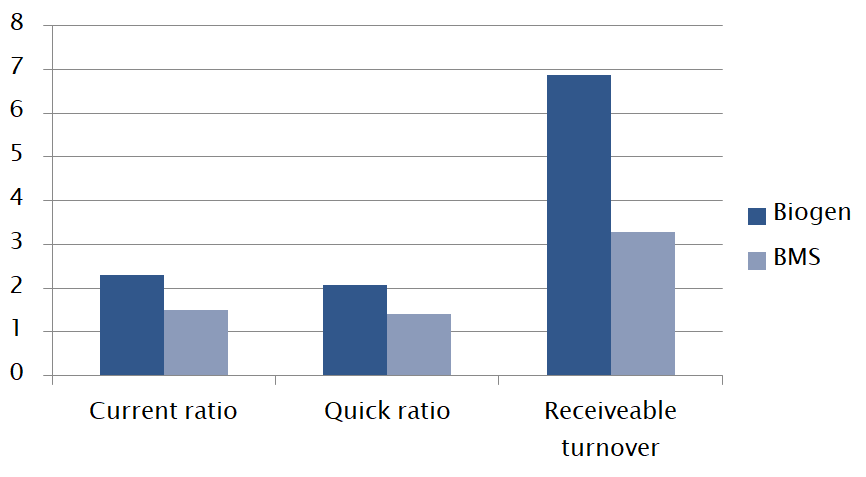 8
7
6
5
4
3
2
1
0
Current ratio
Quick ratio
Receiveable
turnover
Biogen
BMS